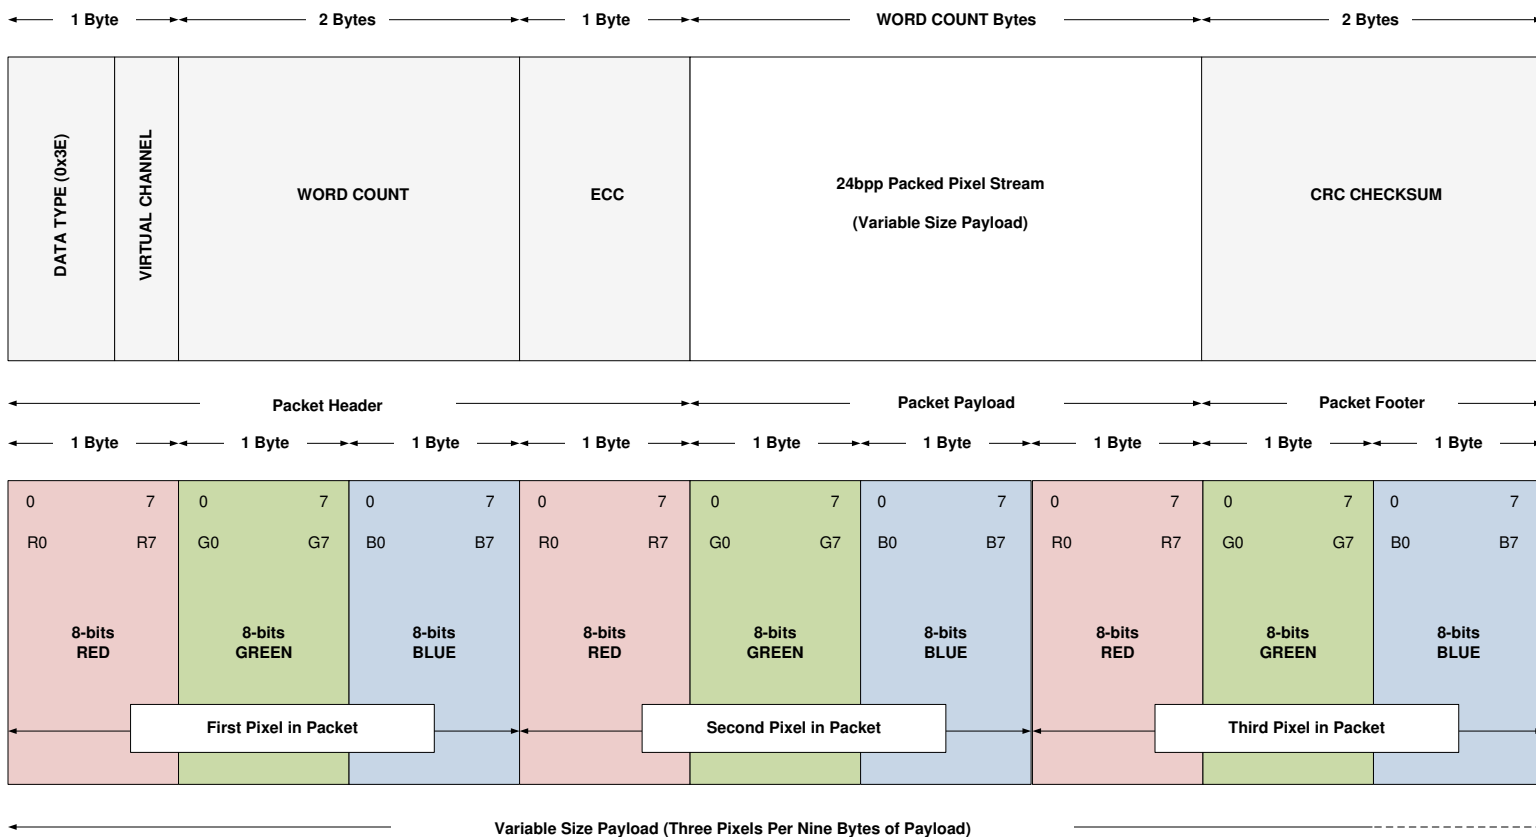 1 Byte 2 Bytes 1 Byte WORD COUNT Bytes 2 Bytes
DATA TYPE (0x3E)
VIRTUAL CHANNEL
WORD COUNT
ECC
24bpp Packed Pixel Stream
(Variable Size Payload)
CRC CHECKSUM
Packet Header Packet Payload Packet Footer
1 Byte 1 Byte 1 Byte 1 Byte 1 Byte 1 Byte 1 Byte 1 Byte 1 Byte
0 7 0 7 0 7 0 7 0 7 0 7 0 7 0 7 0 7
R0 R7 G0 G7 B0 B7 R0 R7 G0 G7 B0 B7 R0 R7 G0 G7 B0 B7
8-bits 8-bits 8-bits 8-bits 8-bits 8-bits 8-bits 8-bits 8-bits
RED GREEN BLUE RED GREEN BLUE RED GREEN BLUE
First Pixel in Packet Second Pixel in Packet Third Pixel in Packet
Variable Size Payload (Three Pixels Per Nine Bytes of Payload)